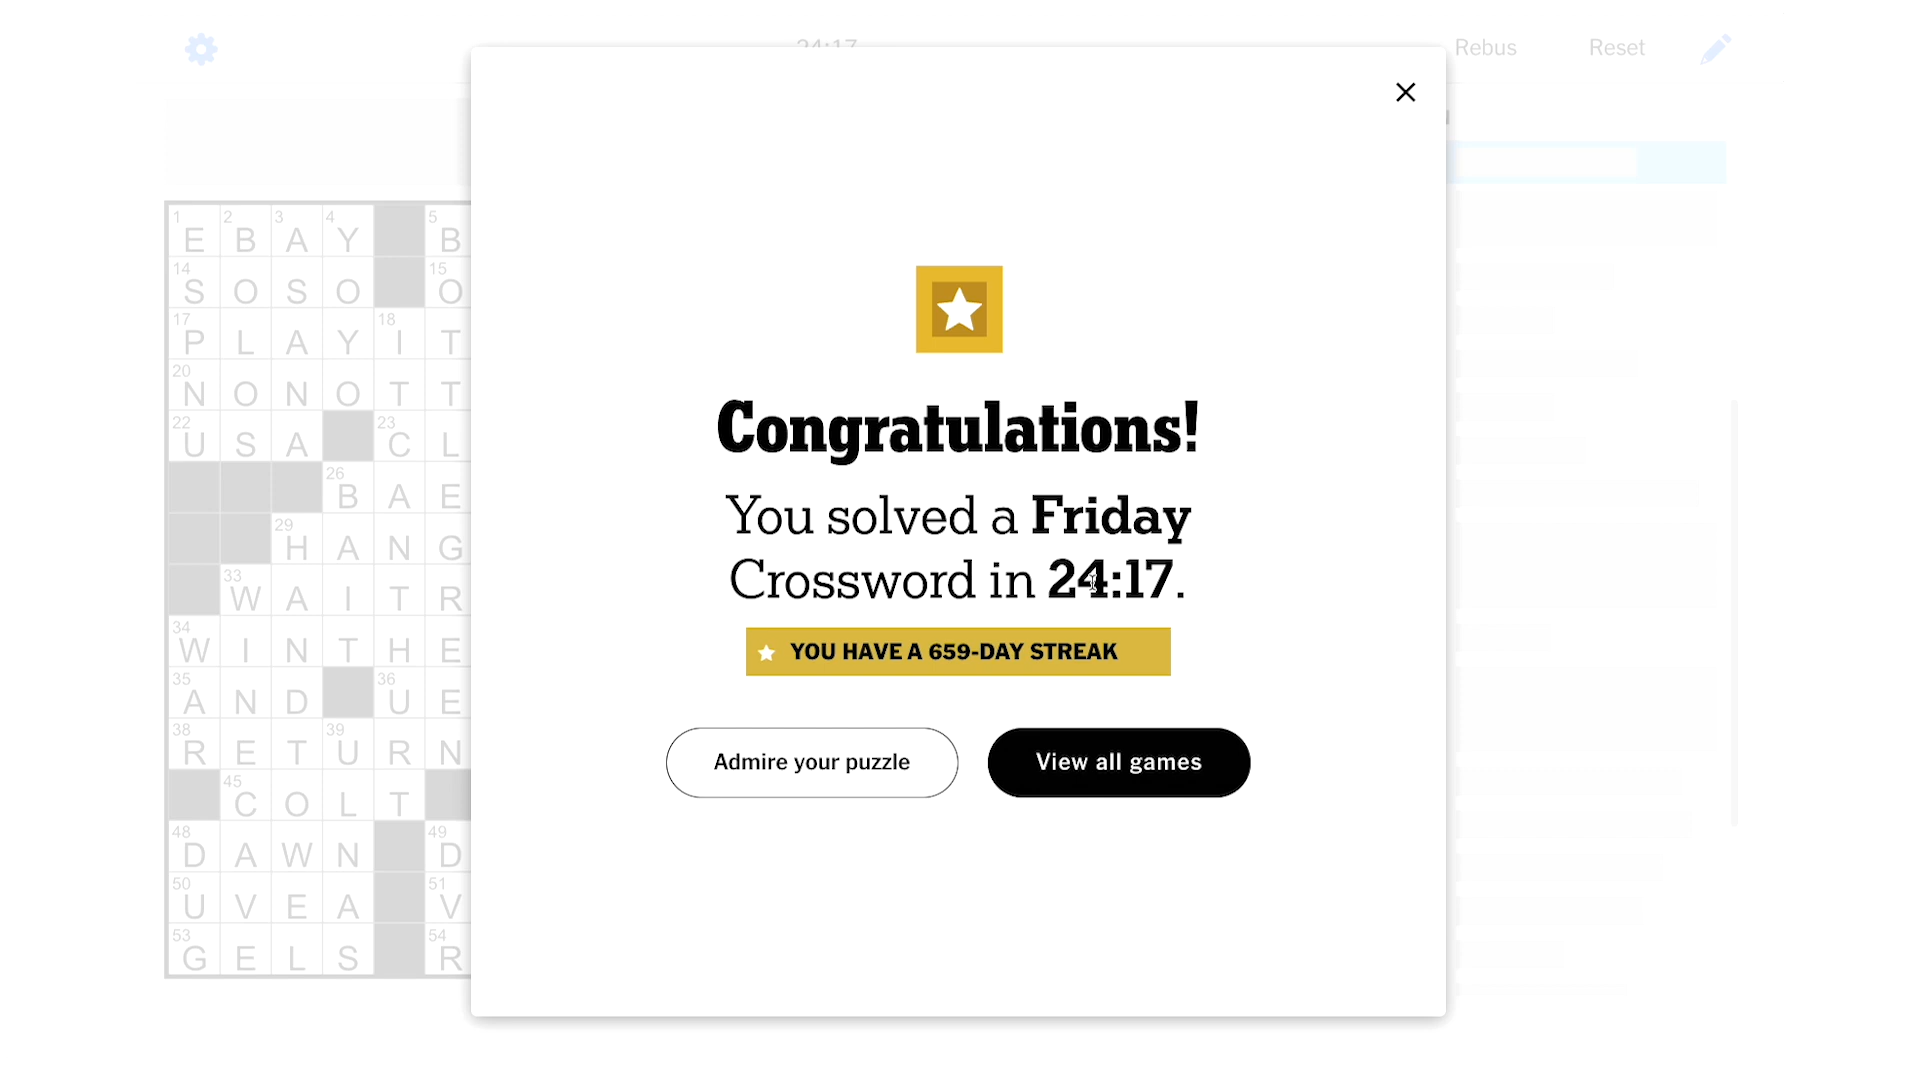 Rebus Reset
Congratulations!
You solved a Friday
Crossword in 24:17.
YOU HAVE A 659-DAY STREAK
Admire your puzzle
View all games
1 E 2 B 3 A 4 Y 5 B
14 S O S O 15 O
17 P L A Y 18 I T
20 N O N O T T
22 U S A 23 C L
26 B A E
29 H A N G
33 W A I T R
34 W I N T H E
35 A N D 36 U E
38 R E T 39 U R N
45 C O L T
48 D A W N 49 D
50 U V E A 51 V
53 G E L S 54 R